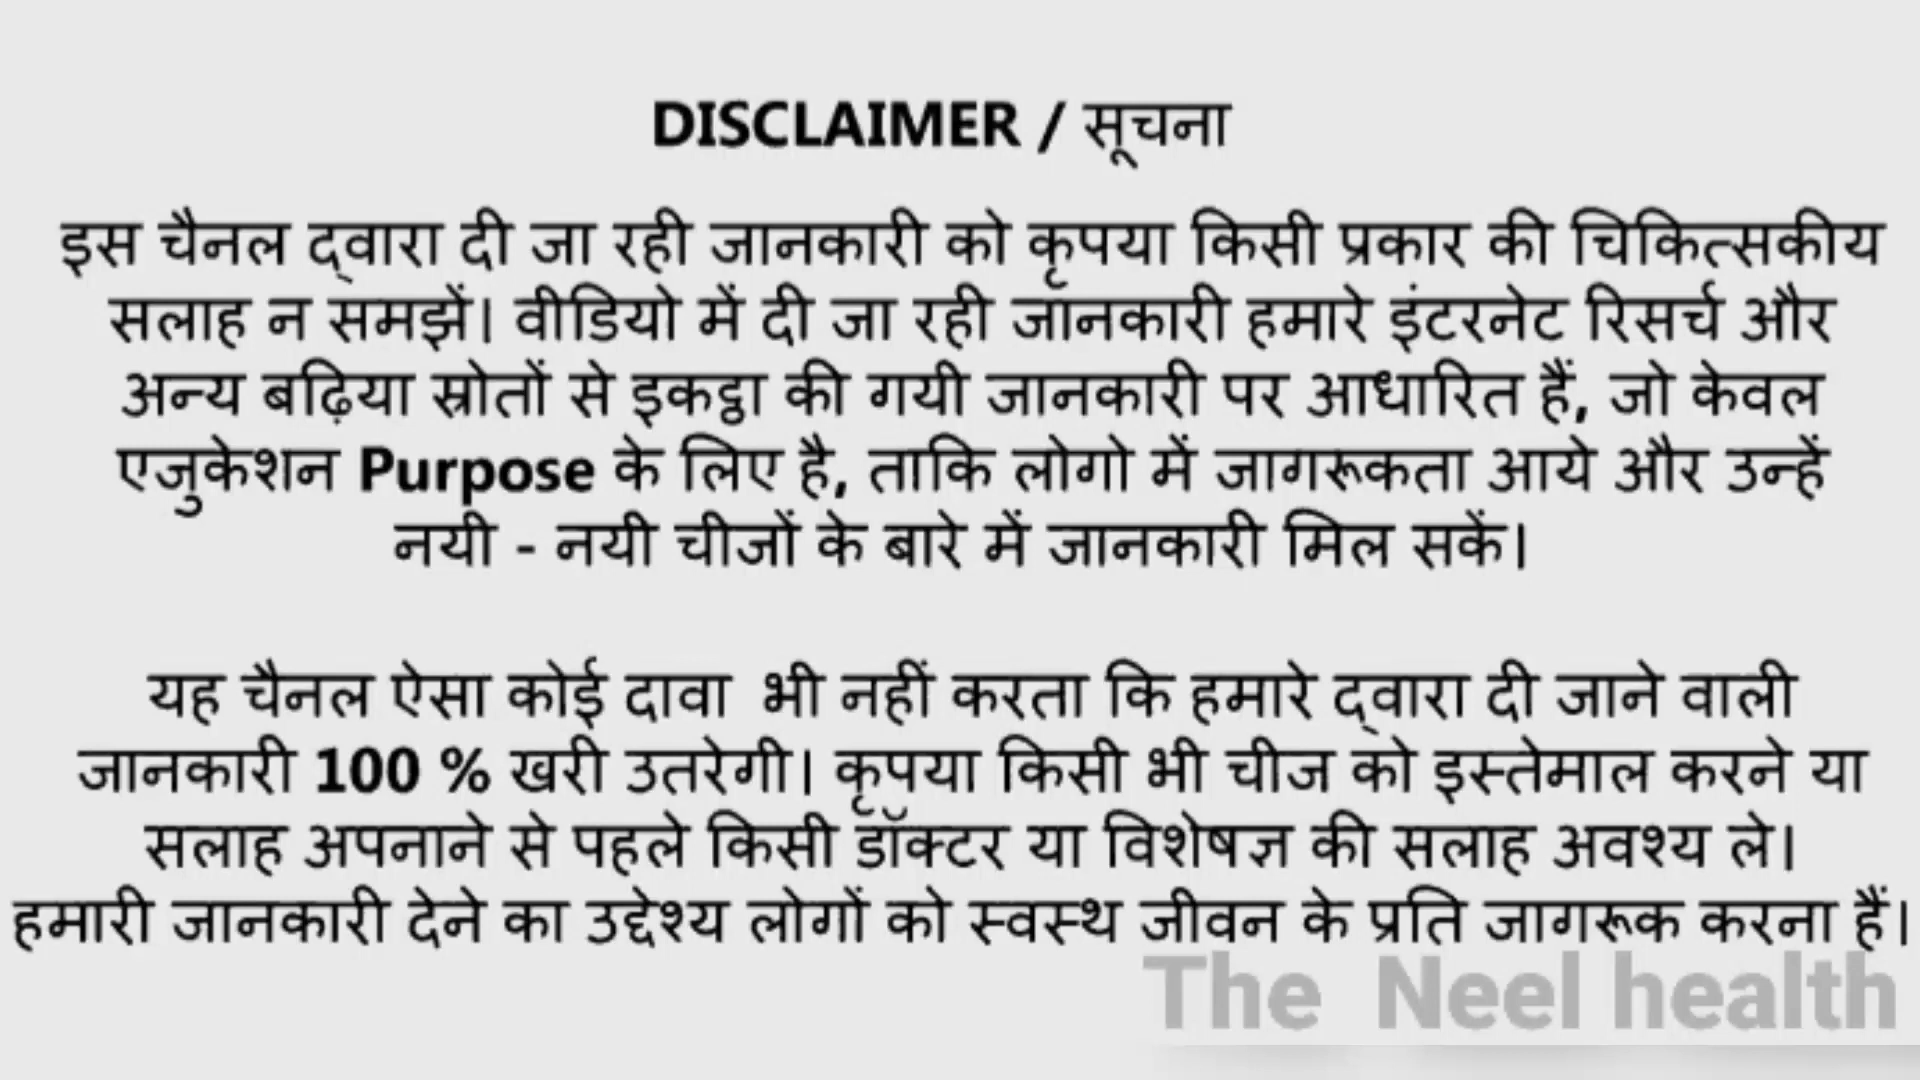 DISCLAIMER / सूचना
इस चैनल द्वारा दी जा रही जानकारी को कृपया किसी प्रकार की चिकित्सकीय
सलाह न समझें। वीडियो में दी जा रही जानकारी हमारे इंटरनेट रिसर्च और
अन्य बढ़िया स्रोतों से इकट्ठा की गयी जानकारी पर आधारित हैं, जो केवल
एजुकेशन Purpose के लिए है, ताकि लोगो में जागरूकता आये और उन्हें
नयी - नयी चीजों के बारे में जानकारी मिल सकें।
यह चैनल ऐसा कोई दावा भी नहीं करता कि हमारे द्वारा दी जाने वाली
जानकारी 100 % खरी उतरेगी। कृपया किसी भी चीज को इस्तेमाल करने या
सलाह अपनाने से पहले किसी डॉक्टर या विशेषज्ञ की सलाह अवश्य ले।
हमारी जानकारी देने का उद्देश्य लोगों को स्वस्थ जीवन के प्रति जागरूक करना हैं।
The Neel health